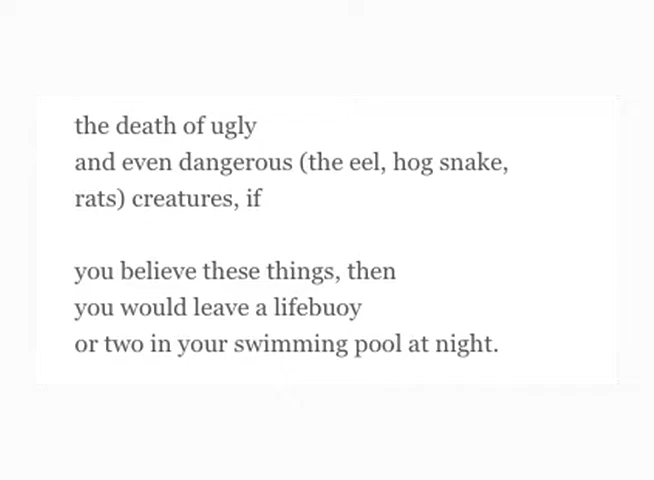 the death of ugly
and even dangerous (the eel, hog snake,
rats) creatures, if
you believe these things, then
you would leave a lifebuoy
or two in your swimming pool at night.